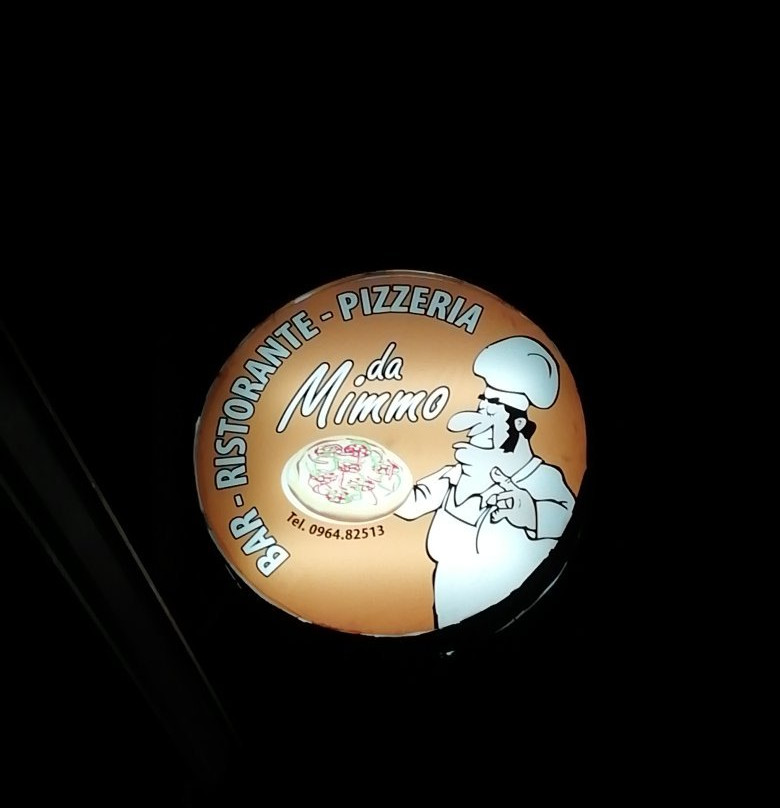 BAR - RISTORANTE - PIZZERIA
da
Mimmo
Tel. 0964.82513